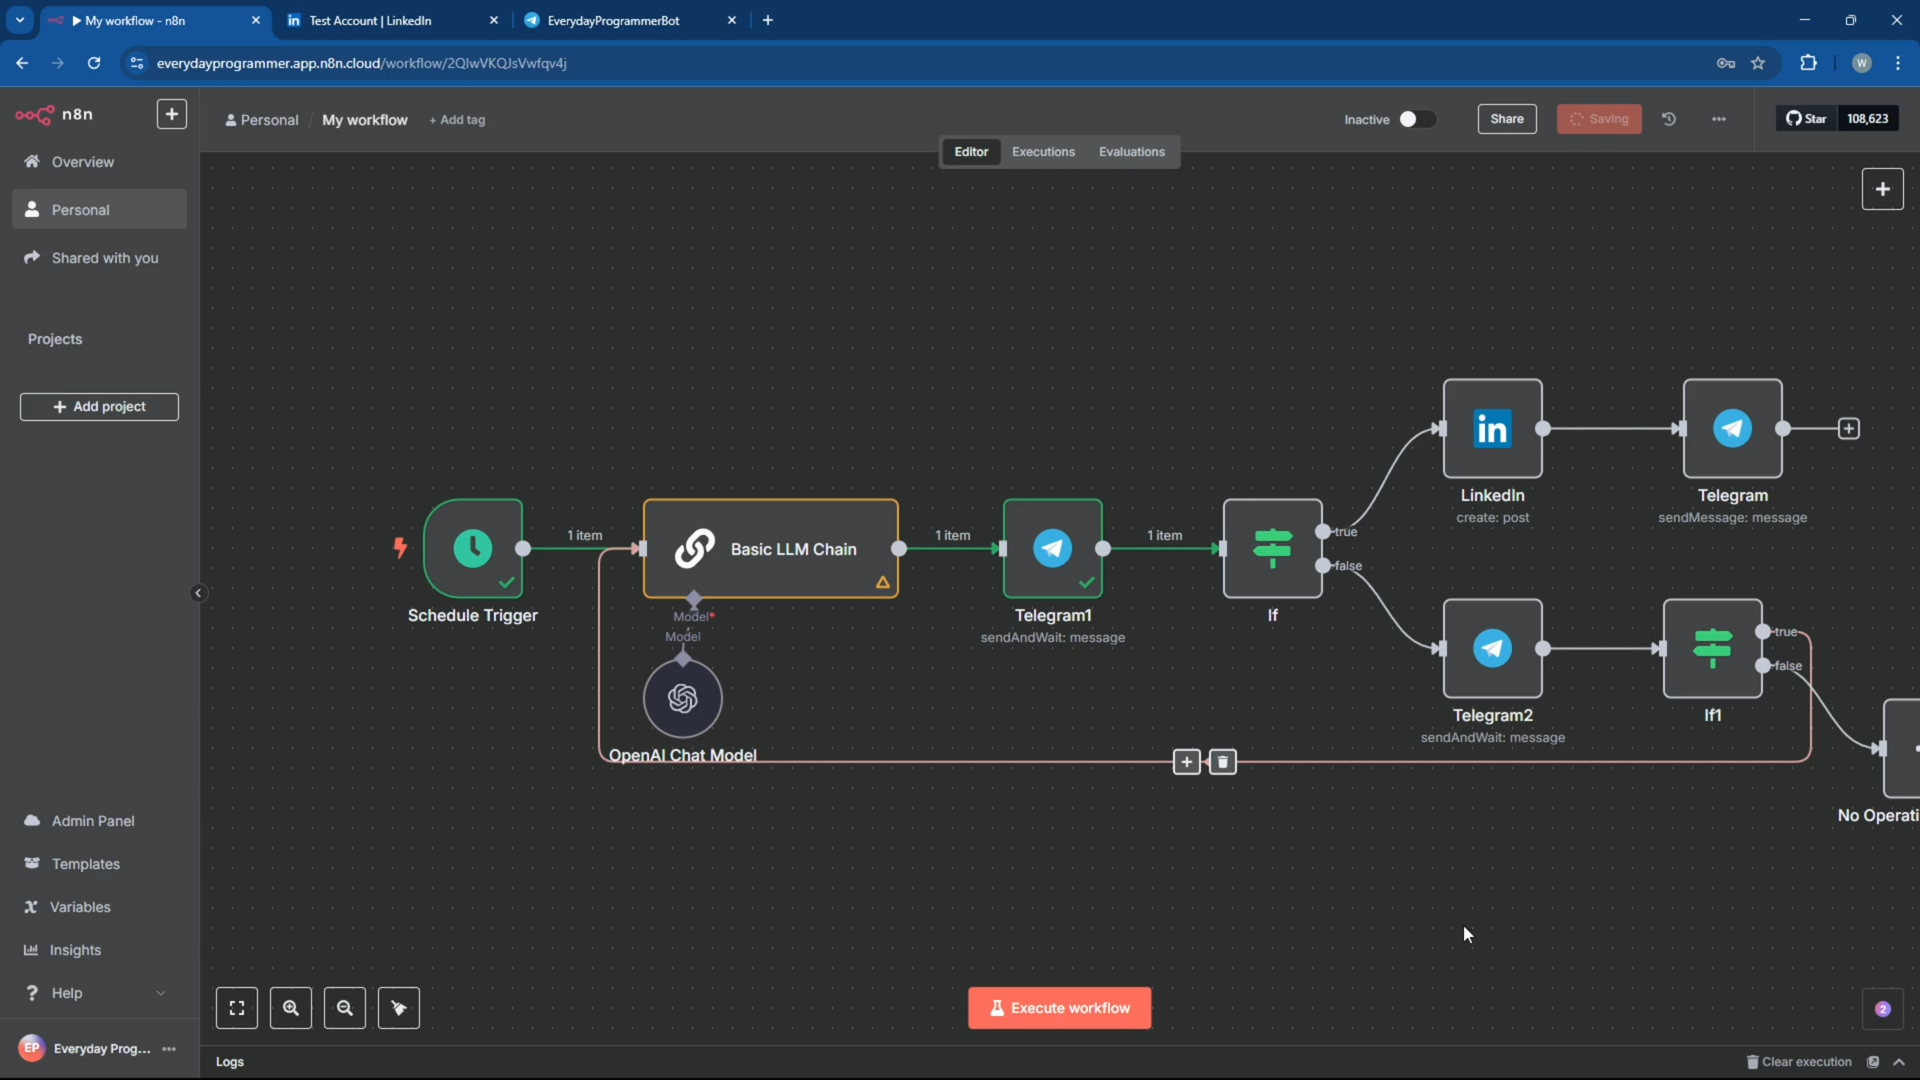 My workflow - n8n
Test Account | LinkedIn
EverydayProgrammerBot
everydayprogrammer.app.n8n.cloud/workflow/2QIwVKQJsVwfqv4j
W
n8n
Personal / My workflow + Add tag
Inactive
Share
Saving
Star 108,623
Editor Executions Evaluations
Overview
Personal
Shared with you
Projects
Add project
in
LinkedIn
create: post
Telegram
sendMessage: message
1 item
Basic LLM Chain
1 item
1 item
true
false
Schedule Trigger
Model*
Model
Telegram1
sendAndWait: message
If
true
false
OpenAI Chat Model
Telegram2
sendAndWait: message
If1
No Operati
Admin Panel
Templates
Variables
Insights
Help
Execute workflow
2
EP Everyday Prog...
Logs
Clear execution